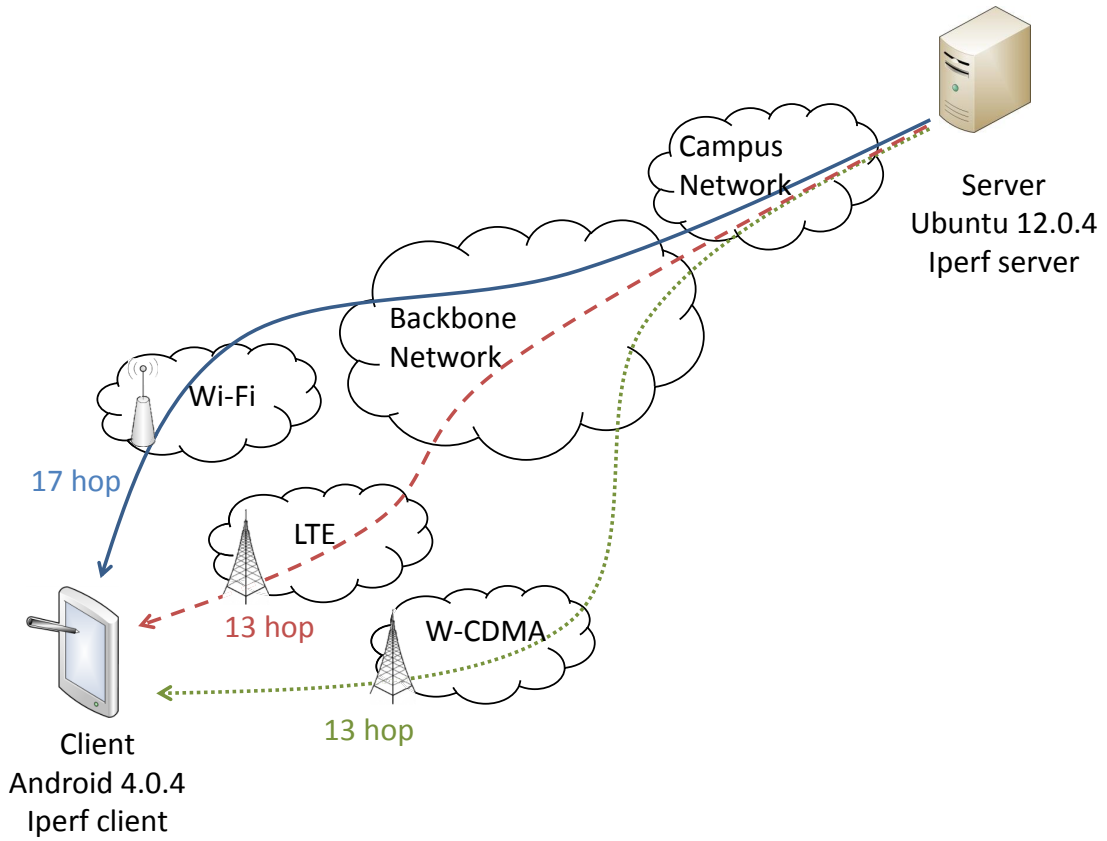 Campus
Network
Server
Ubuntu 12.0.4
Iperf server
Backbone
Network
Wi-Fi
17 hop
LTE
13 hop
W-CDMA
13 hop
Client
Android 4.0.4
Iperf client